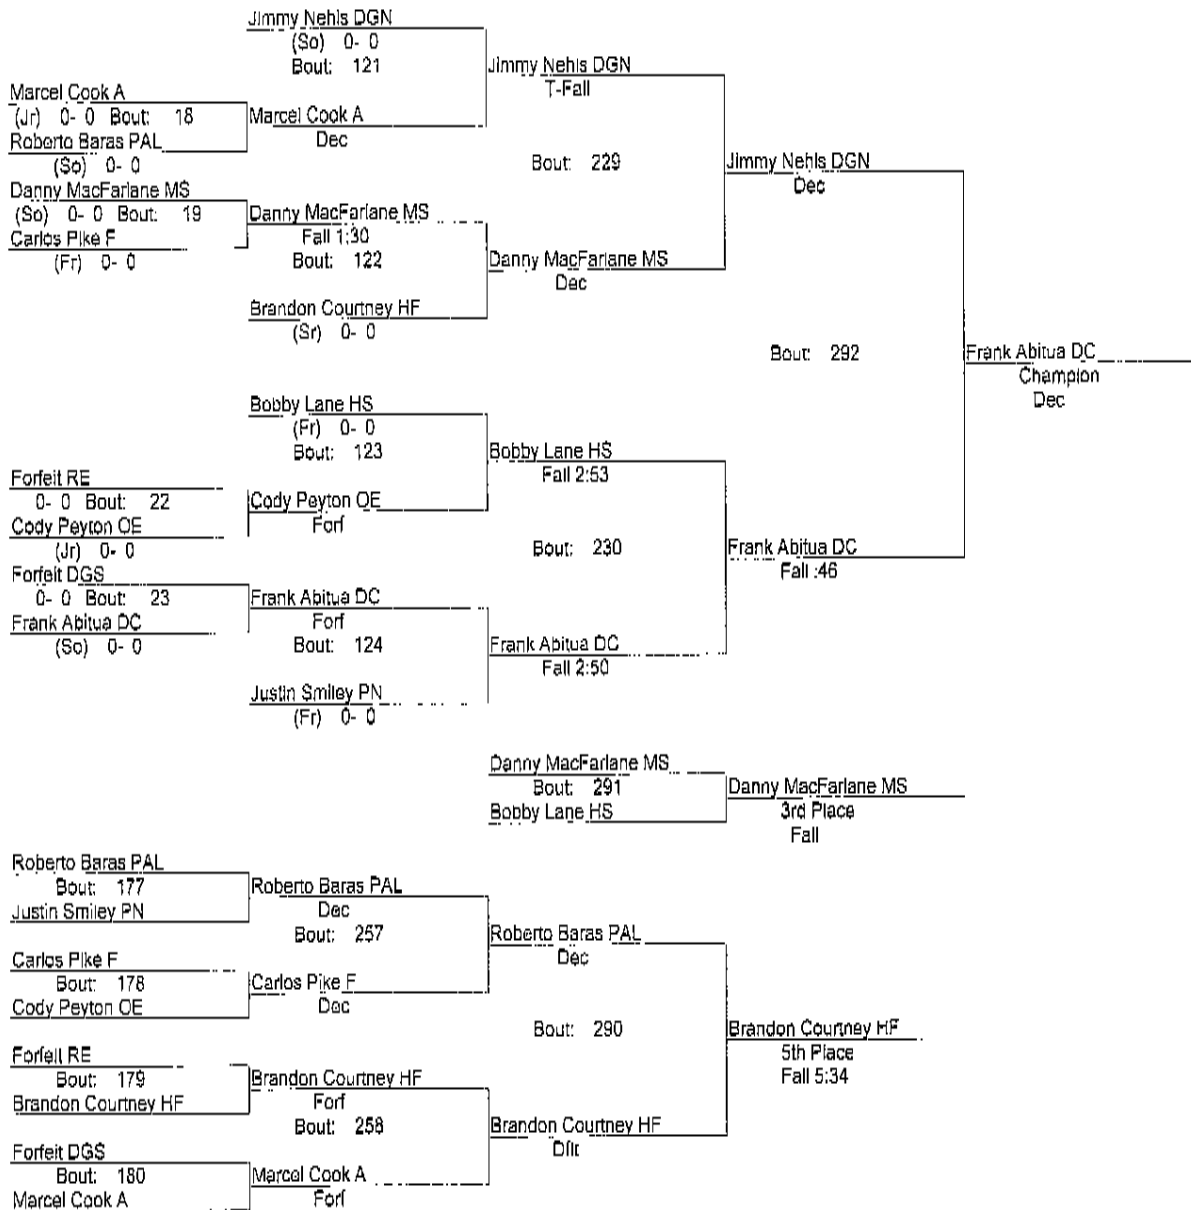 Jimmy Nehls DGN
(So) 0- 0
Bout: 121
Jimmy Nehls DGN
T-Fall
Marcel Cook A
(Jr) 0- 0 Bout: 18
Marcel Cook A
Dec
Roberto Baras PAL
(So) 0- 0
Bout: 229
Jimmy Nehls DGN
Dec
Danny MacFarlane MS
(So) 0- 0 Bout: 19
Danny MacFarlane MS
Fall 1:30
Carlos Pike F
(Fr) 0- 0
Bout: 122
Danny MacFarlane MS
Dec
Brandon Courtney HF
(Sr) 0- 0
Bout: 292
Frank Abitua DC
Champion
Dec
Bobby Lane HS
(Fr) 0- 0
Bout: 123
Bobby Lane HS
Fall 2:53
Forfeit RE
0- 0 Bout: 22
Cody Peyton OE
Forf
Cody Peyton OE
(Jr) 0- 0
Bout: 230
Frank Abitua DC
Fall :46
Forfeit DGS
0- 0 Bout: 23
Frank Abitua DC
Forf
Frank Abitua DC
(So) 0- 0
Bout: 124
Frank Abitua DC
Fall 2:50
Justin Smiley PN
(Fr) 0- 0
Danny MacFarlane MS
Bout: 291
Danny MacFarlane MS
3rd Place
Fall
Bobby Lane HS
Roberto Baras PAL
Bout: 177
Roberto Baras PAL
Dec
Justin Smiley PN
Bout: 257
Roberto Baras PAL
Dec
Carlos Pike F
Bout: 178
Carlos Pike F
Dec
Cody Peyton OE
Bout: 290
Brandon Courtney HF
5th Place
Fall 5:34
Forfeit RE
Bout: 179
Brandon Courtney HF
Forf
Brandon Courtney HF
Bout: 258
Brandon Courtney HF
Dflt
Forfeit DGS
Bout: 180
Marcel Cook A
Forf
Marcel Cook A